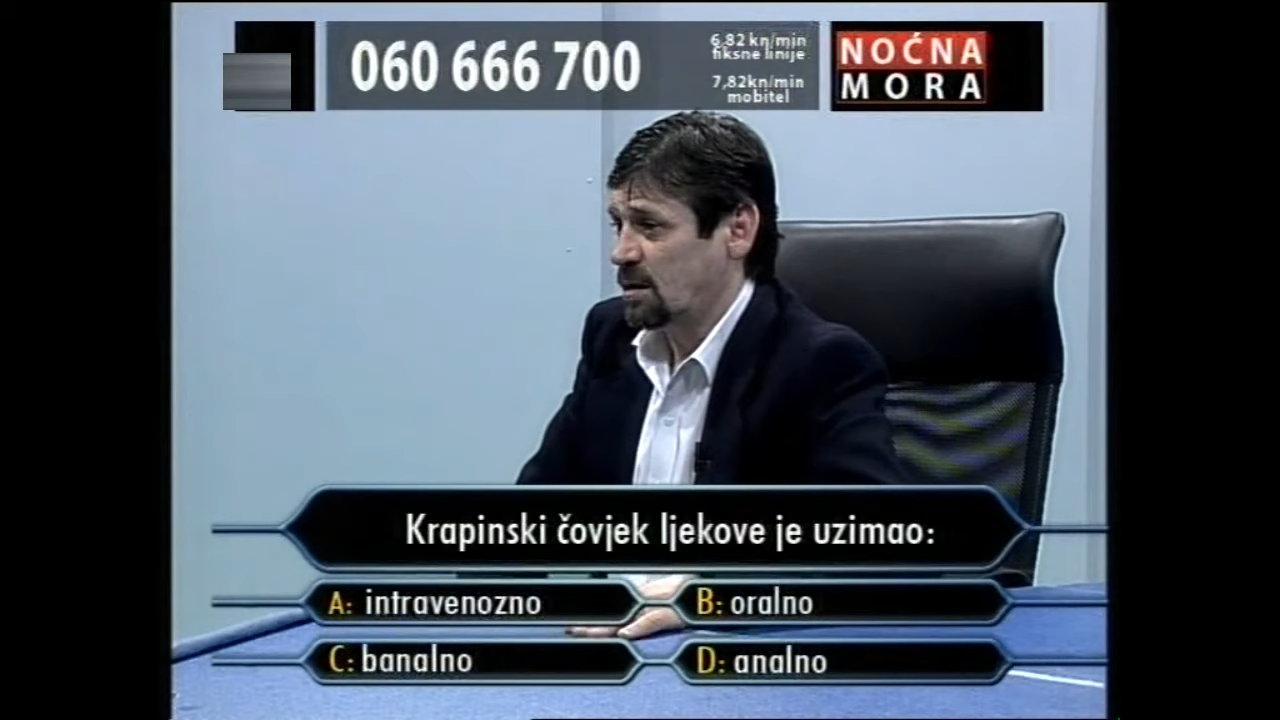 060 666 700
6,82 kn/min
fiksne linije
7,82kn/min
mobitel
NOĆNA
MORA
Krapinski čovjek ljekove je uzimao:
A: intravenozno
B: oralno
C: banalno
D: analno